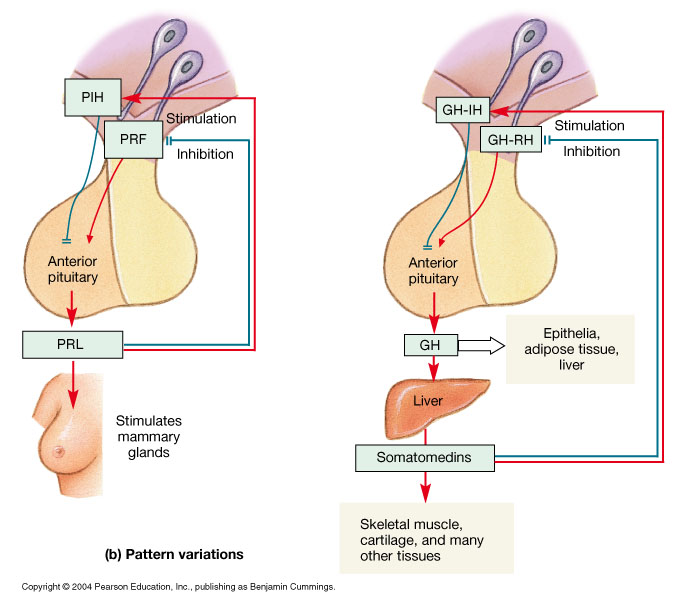 PIH
Stimulation
PRF
Inhibition
Anterior
pituitary
PRL
Stimulates
mammary
glands
GH-IH
Stimulation
GH-RH
Inhibition
Anterior
pituitary
GH
Epithelia,
adipose tissue,
liver
Liver
Somatomedins
Skeletal muscle,
cartilage, and many
other tissues
(b) Pattern variations
Copyright © 2004 Pearson Education, Inc., publishing as Benjamin Cummings.